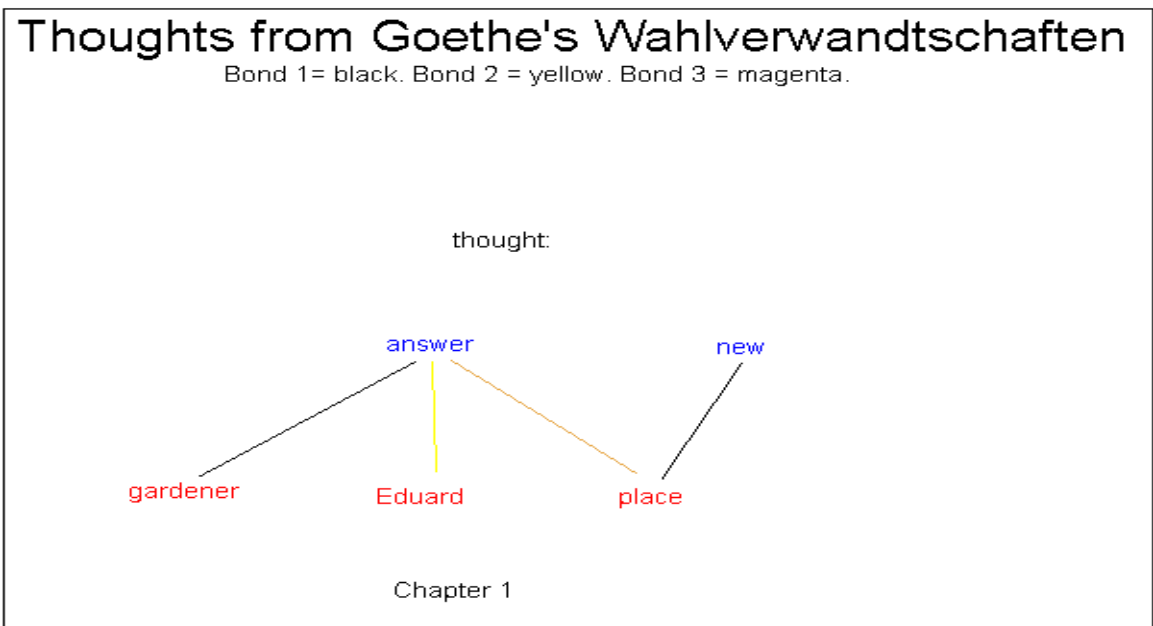 Thoughts from Goethe's Wahlverwandtschaften
Bond 1= black. Bond 2 = yellow. Bond 3 = magenta.
thought:
answer
new
gardener
Eduard
place
Chapter 1